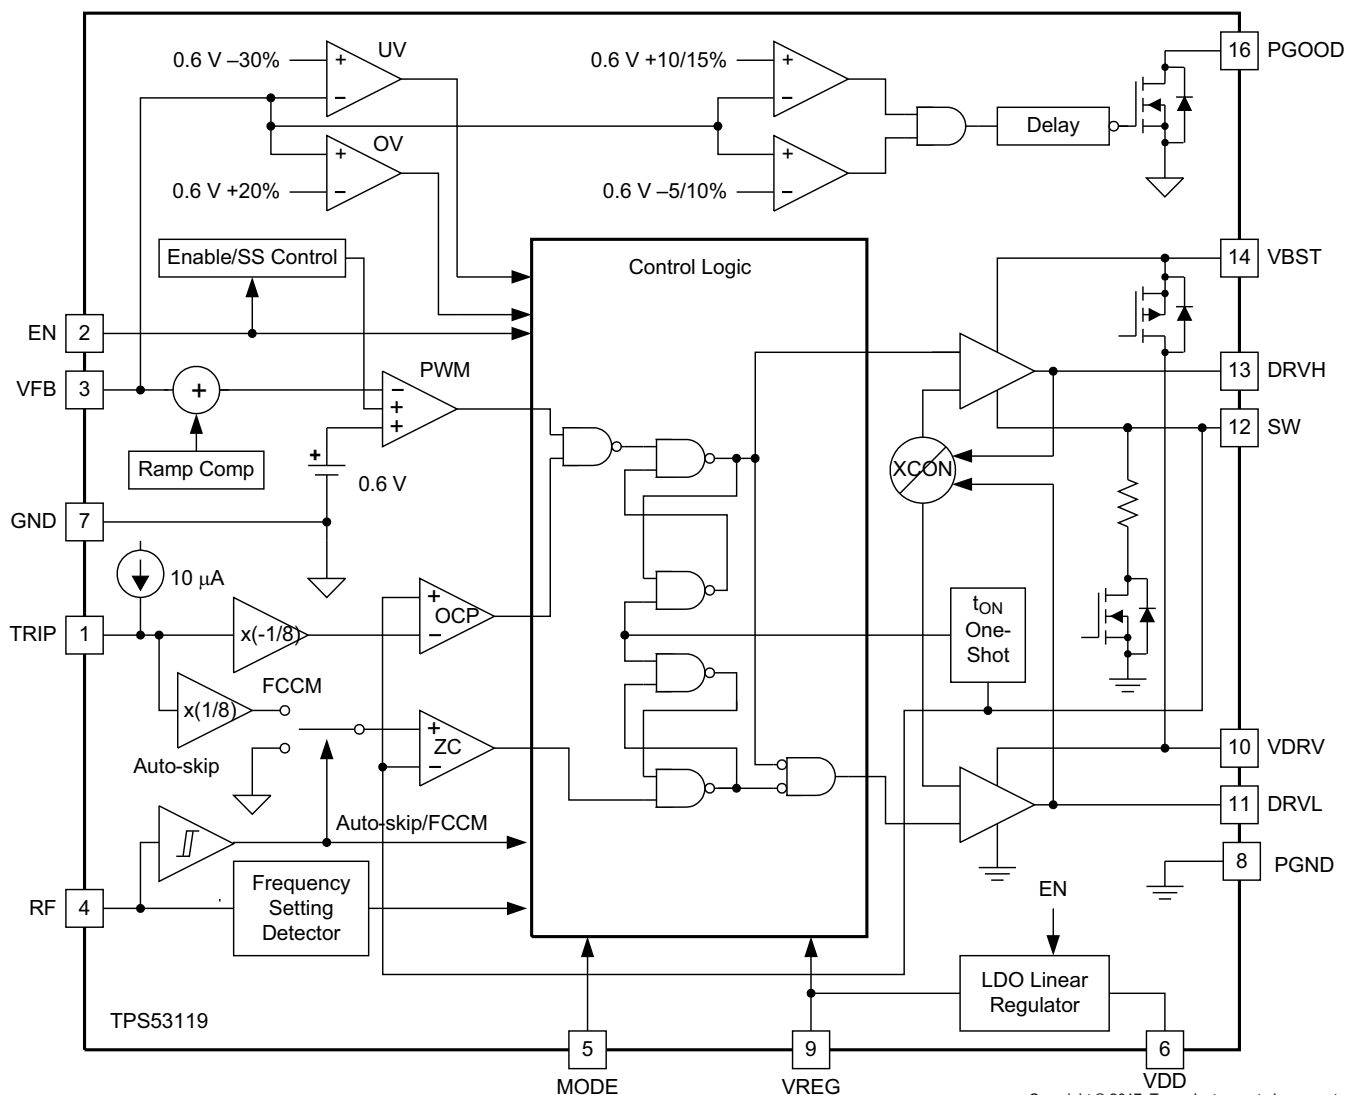 UV
0.6 V –30%
+
–
OV
0.6 V +20%
+
–
0.6 V +10/15%
+
–
0.6 V –5/10%
+
–
Delay
16
PGOOD
Enable/SS Control
Control Logic
14
VBST
EN
2
VFB
3
+
PWM
–
+
+
Ramp Comp
+
0.6 V
13
DRVH
12
SW
XCON
GND
7
10 μA
TRIP
1
x(-1/8)
+
OCP
–
tON
One-
Shot
FCCM
x(1/8)
Auto-skip
+
ZC
–
10
VDRV
11
DRVL
Auto-skip/FCCM
8
PGND
RF
4
Frequency
Setting
Detector
EN
LDO Linear
Regulator
TPS53119
5
MODE
9
VREG
6
VDD